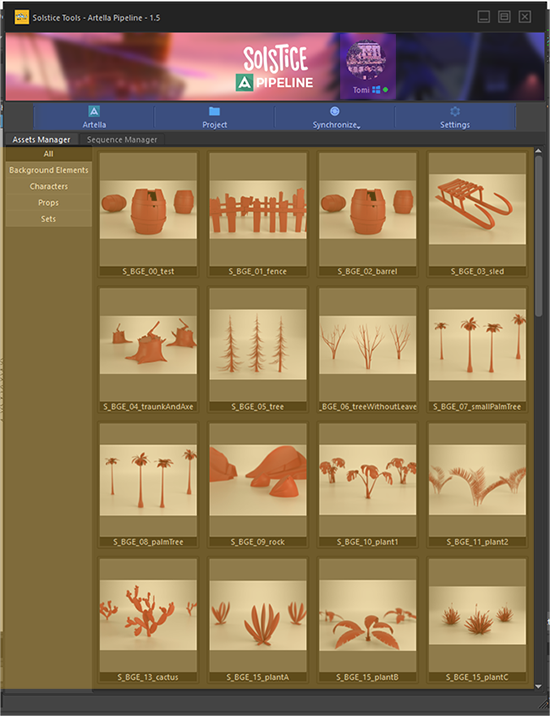 Solstice Tools - Artella Pipeline - 1.5
SOLSTICE
PIPELINE
Tomi
Artella
Project
Synchronize
Settings
Assets Manager
Sequence Manager
All
Background Elements
Characters
Props
Sets
S_BGE_00_test
S_BGE_01_fence
S_BGE_02_barrel
S_BGE_03_sled
S_BGE_04_traunkAndAxe
S_BGE_05_tree
_BGE_06_treeWithoutLeave
S_BGE_07_smallPalmTree
S_BGE_08_palmTree
S_BGE_09_rock
S_BGE_10_plant1
S_BGE_11_plant2
S_BGE_13_cactus
S_BGE_15_plantA
S_BGE_15_plantB
S_BGE_15_plantC